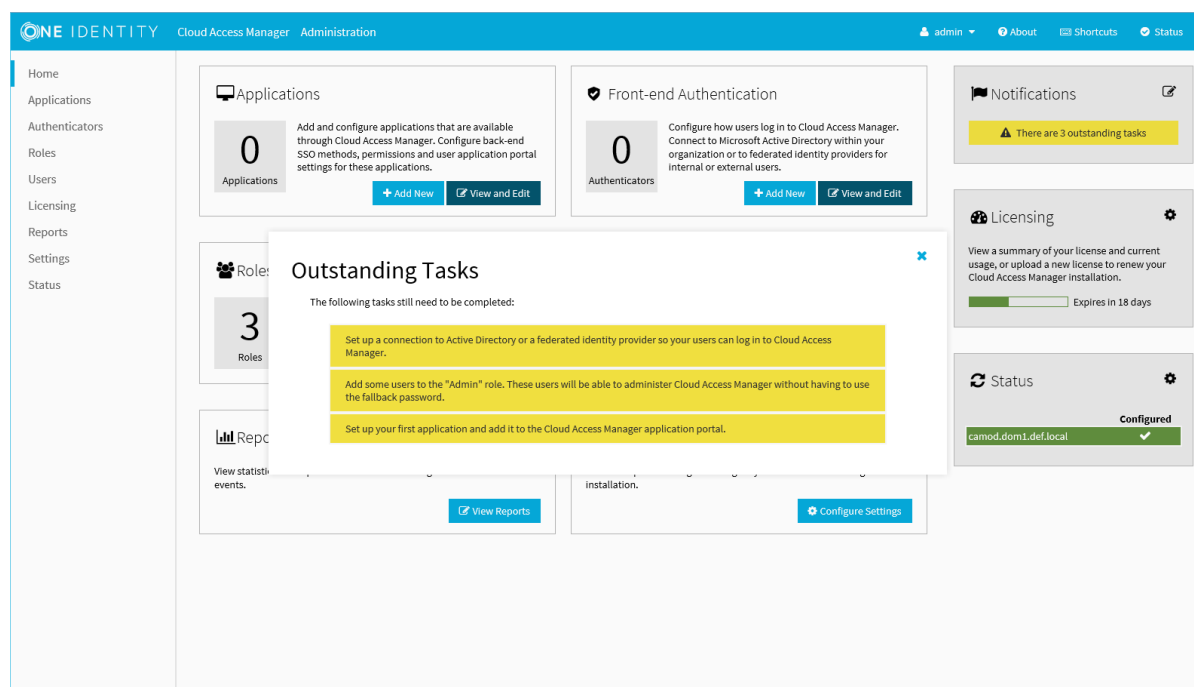 ONE IDENTITY Cloud Access Manager Administration
admin About Shortcuts Status
Home
Applications
Authenticators
Roles
Users
Licensing
Reports
Settings
Status
Applications
0
Applications
Add and configure applications that are available
through Cloud Access Manager. Configure back-end
SSO methods, permissions and user application portal
settings for these applications.
Add New
View and Edit
Front-end Authentication
0
Authenticators
Configure how users log in to Cloud Access Manager.
Connect to Microsoft Active Directory within your
organization or to federated identity providers for
internal or external users.
Add New
View and Edit
Notifications
There are 3 outstanding tasks
Licensing
View a summary of your license and current
usage, or upload a new license to renew your
Cloud Access Manager installation.
Expires in 18 days
Status
Configured
camod.dom1.def.local
Roles
3
Roles
Outstanding Tasks
The following tasks still need to be completed:
Set up a connection to Active Directory or a federated identity provider so your users can log in to Cloud Access
Manager.
Add some users to the "Admin" role. These users will be able to administer Cloud Access Manager without having to use
the fallback password.
Set up your first application and add it to the Cloud Access Manager application portal.
Repo
View statisti
events.
View Reports
installation.
Configure Settings